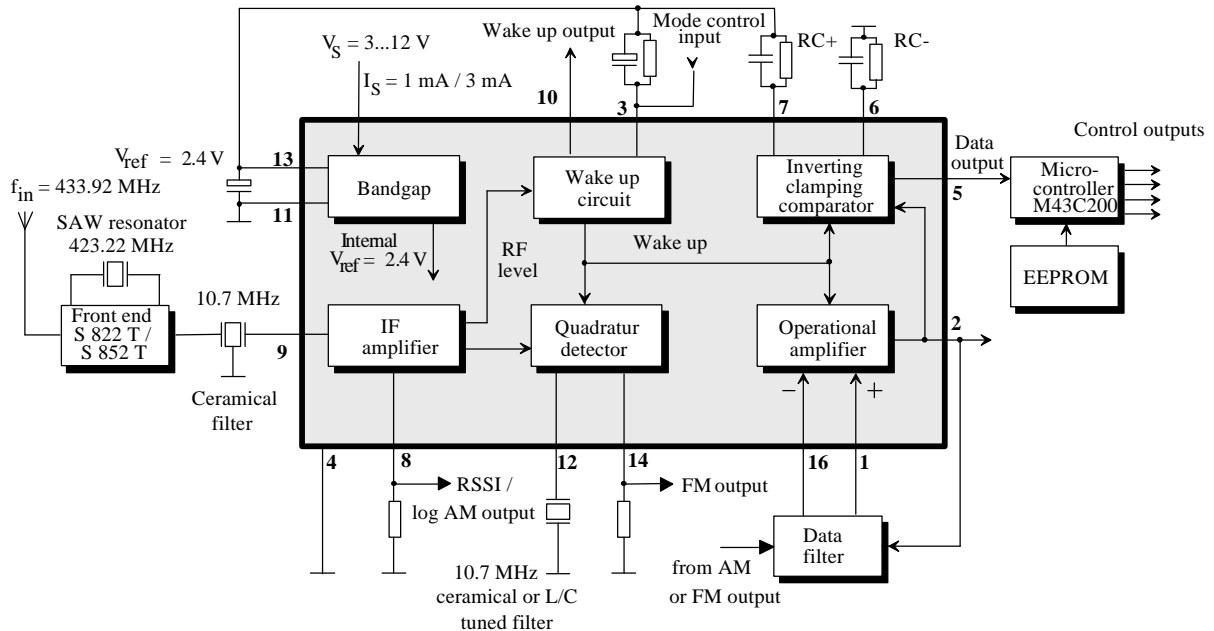 Wake up output
Mode control
input
RC+
RC-
V_S = 3...12 V
I_S = 1 mA / 3 mA
10
3
7
6
V_ref = 2.4 V
13
11
Bandgap
Wake up
circuit
Inverting
clamping
comparator
Data
output
5
Micro-
controller
M43C200
Control outputs
EEPROM
f_in = 433.92 MHz
SAW resonator
423.22 MHz
Internal
V_ref = 2.4 V
RF
level
Wake up
Front end
S 822 T /
S 852 T
10.7 MHz
9
Ceramical
filter
IF
amplifier
Quadratur
detector
Operational
amplifier
2
−
+
4
8
12
14
16
1
RSSI /
log AM output
FM output
10.7 MHz
ceramical or L/C
tuned filter
Data
filter
from AM
or FM output